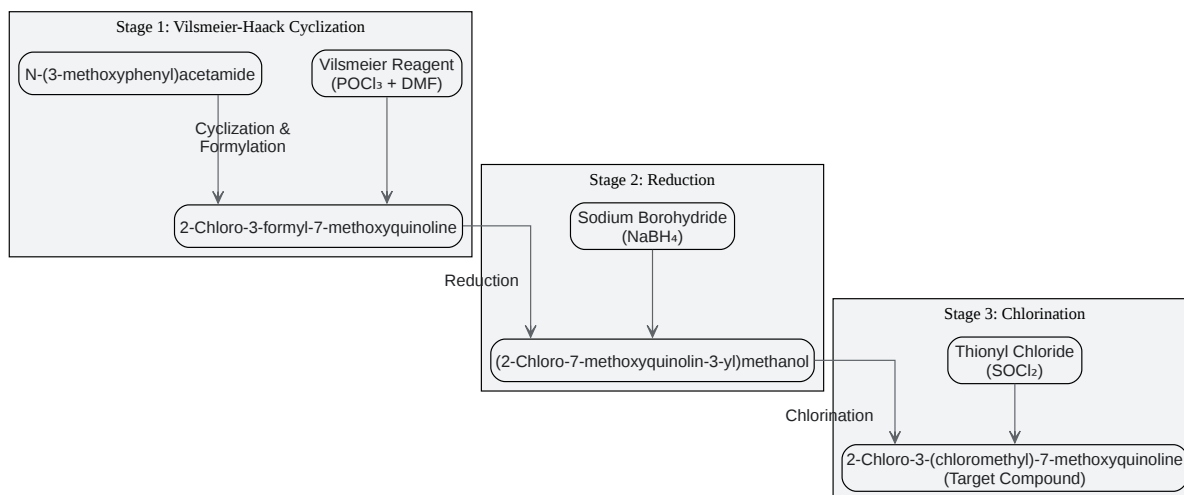 Stage 1: Vilsmeier-Haack Cyclization
N-(3-methoxyphenyl)acetamide
Vilsmeier Reagent
(POCl₃ + DMF)
Cyclization &
Formylation
2-Chloro-3-formyl-7-methoxyquinoline
Stage 2: Reduction
Sodium Borohydride
(NaBH₄)
Reduction
(2-Chloro-7-methoxyquinolin-3-yl)methanol
Stage 3: Chlorination
Thionyl Chloride
(SOCl₂)
Chlorination
2-Chloro-3-(chloromethyl)-7-methoxyquinoline
(Target Compound)